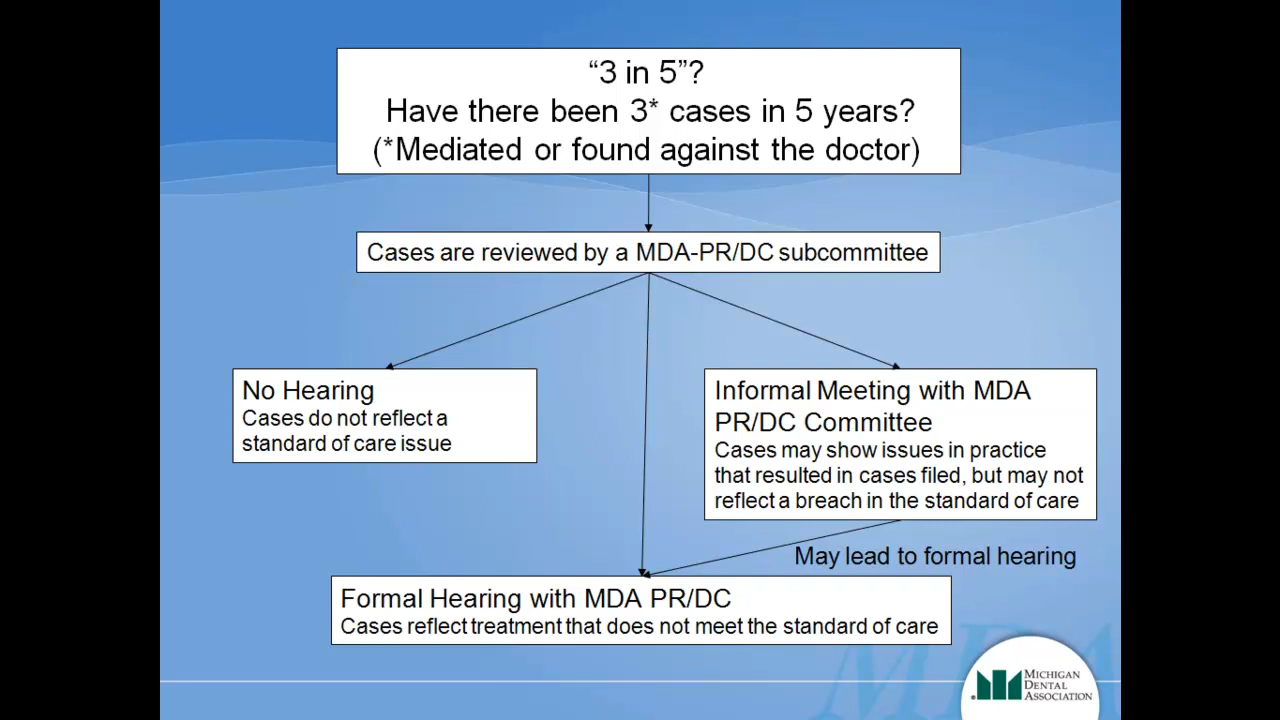 “3 in 5”?
Have there been 3* cases in 5 years?
(*Mediated or found against the doctor)
Cases are reviewed by a MDA-PR/DC subcommittee
No Hearing
Cases do not reflect a
standard of care issue
Informal Meeting with MDA
PR/DC Committee
Cases may show issues in practice
that resulted in cases filed, but may not
reflect a breach in the standard of care
May lead to formal hearing
Formal Hearing with MDA PR/DC
Cases reflect treatment that does not meet the standard of care
MDA
MICHIGAN
DENTAL
ASSOCIATION